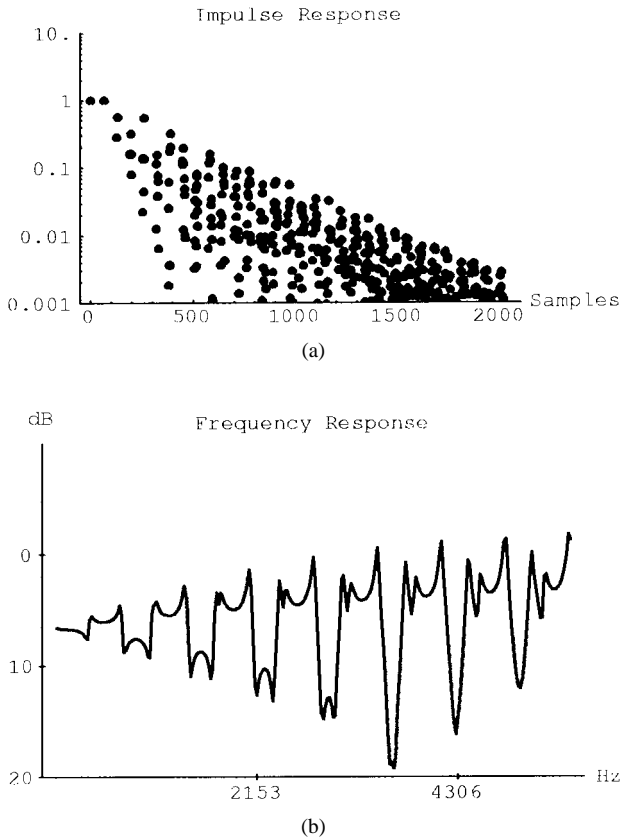 Impulse Response
10.
1
0.1
0.01
0.001
0 500 1000 1500 2000 Samples
(a)
dB Frequency Response
0
10
20
2153 4306 Hz
(b)